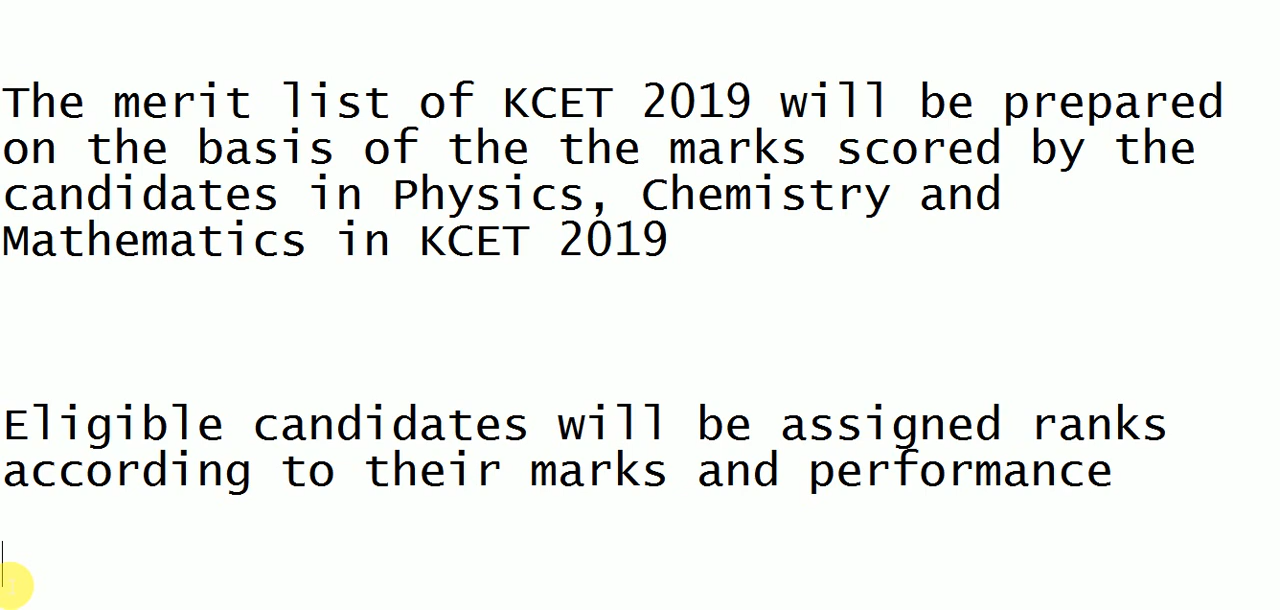 The merit list of KCET 2019 will be prepared
on the basis of the the marks scored by the
candidates in Physics, Chemistry and
Mathematics in KCET 2019
Eligible candidates will be assigned ranks
according to their marks and performance